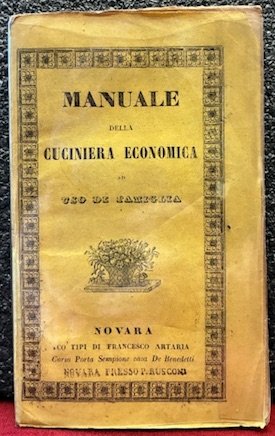 MANUALE
DELLA
CUCINIERA ECONOMICA
AD
USO DI FAMIGLIA
NOVARA
CO' TIPI DI FRANCESCO ARTARIA
Corso Porta Sempione casa De Benedetti
NOVARA PRESSO P. RUSCONI